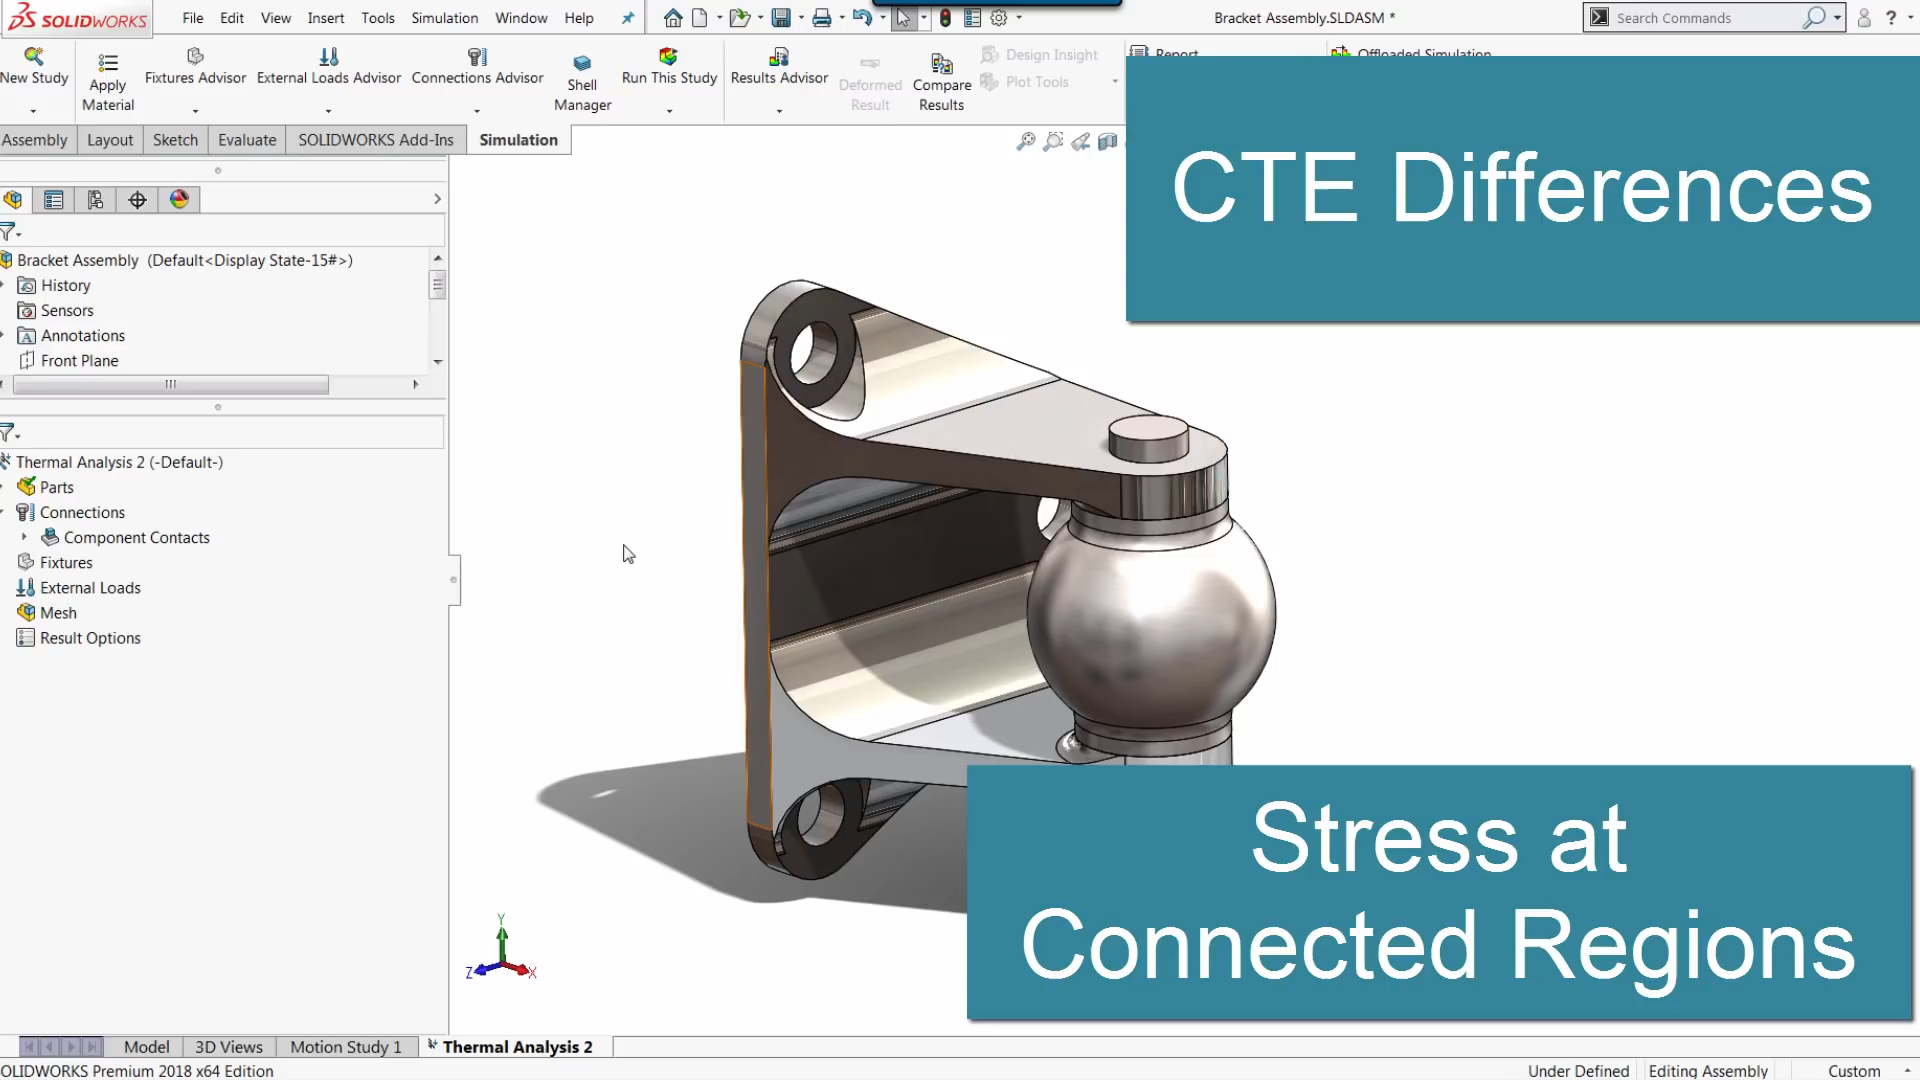 SOLIDWORKS
File Edit View Insert Tools Simulation Window Help
Bracket Assembly.SLDASM *
Search Commands
?
New Study
Apply
Material
Fixtures Advisor
External Loads Advisor
Connections Advisor
Shell
Manager
Run This Study
Results Advisor
Deformed
Result
Compare
Results
Design Insight
Plot Tools
Report
Offloaded Simulation
Assembly Layout Sketch Evaluate SOLIDWORKS Add-Ins Simulation
CTE Differences
Bracket Assembly (Default<Display State-15#>)
History
Sensors
Annotations
Front Plane
Thermal Analysis 2 (-Default-)
Parts
Connections
Component Contacts
Fixtures
External Loads
Mesh
Result Options
Stress at
Connected Regions
Y
Z
X
Model 3D Views Motion Study 1 Thermal Analysis 2
OLIDWORKS Premium 2018 x64 Edition
Under Defined Editing Assembly Custom